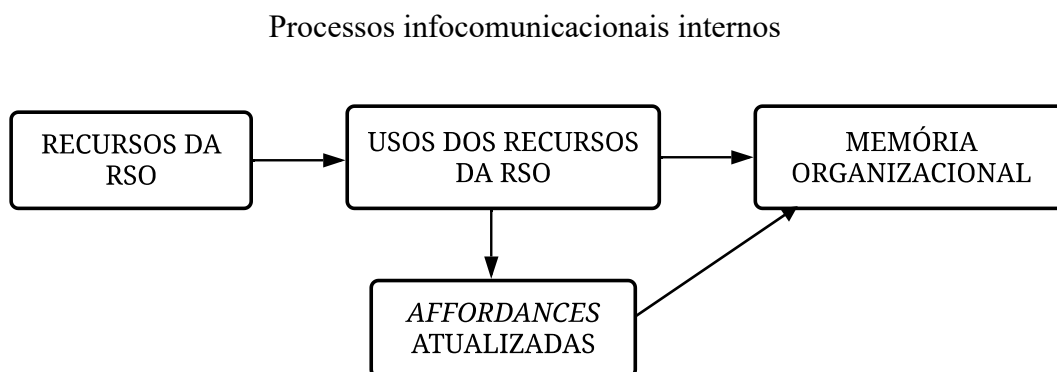 Processos infocomunicacionais internos
RECURSOS DA
RSO
USOS DOS RECURSOS
DA RSO
MEMÓRIA
ORGANIZACIONAL
AFFORDANCES
ATUALIZADAS